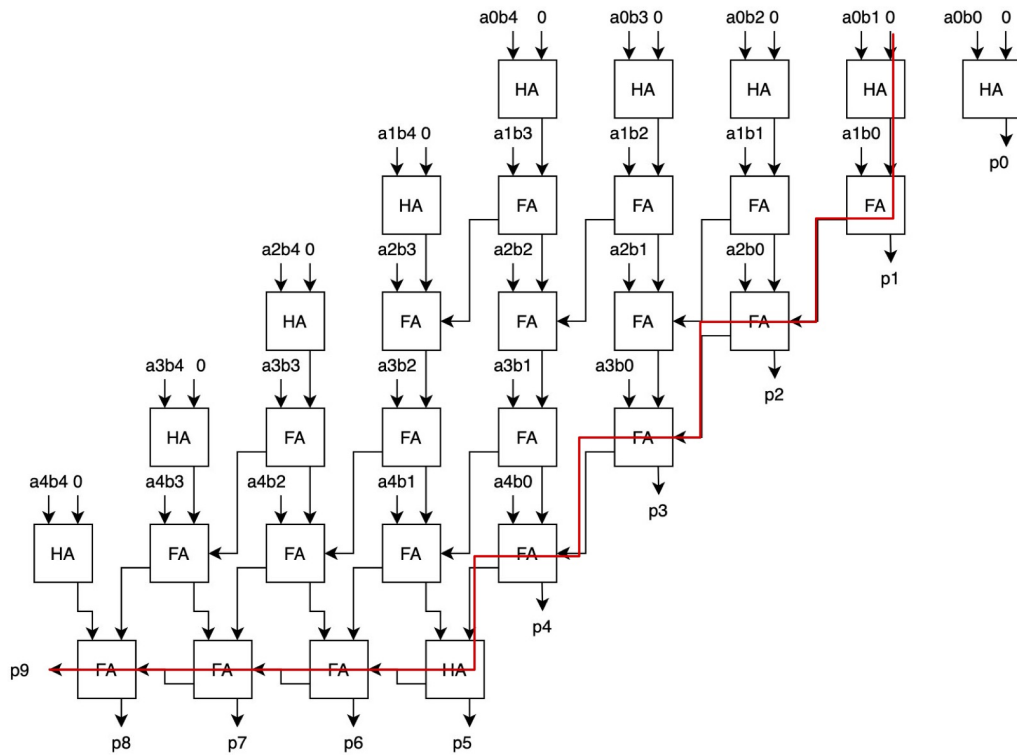 a0b4 0 a0b3 0 a0b2 0 a0b1 0 a0b0 0
HA HA HA HA HA
a1b4 0 a1b3 a1b2 a1b1 a1b0
p0
HA FA FA FA FA
a2b4 0 a2b3 a2b2 a2b1 a2b0
p1
HA FA FA FA FA
a3b4 0 a3b3 a3b2 a3b1 a3b0
p2
HA FA FA FA FA
a4b4 0 a4b3 a4b2 a4b1 a4b0
p3
HA FA FA FA FA
p4
p9 FA FA FA HA
p8 p7 p6 p5